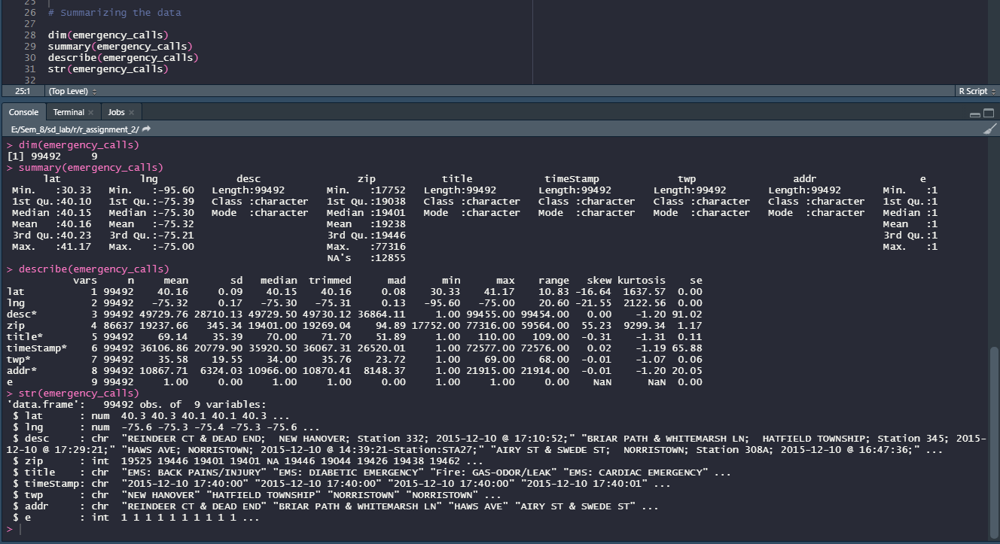 25
26 # Summarizing the data
27
28 dim(emergency_calls)
29 summary(emergency_calls)
30 describe(emergency_calls)
31 str(emergency_calls)
32
25:1 (Top Level) R Script
Console Terminal Jobs
E:/Sem_8/sd_lab/r/r_assignment_2/
> dim(emergency_calls)
[1] 99492     9
> summary(emergency_calls)
      lat             lng             desc                zip           title            timeStamp             twp                addr                 e
 Min.   :30.33   Min.   :-95.60   Length:99492       Min.   :17752   Length:99492       Length:99492       Length:99492       Length:99492       Min.   :1
 1st Qu.:40.10   1st Qu.:-75.39   Class :character   1st Qu.:19038   Class :character   Class :character   Class :character   Class :character   1st Qu.:1
 Median :40.15   Median :-75.30   Mode  :character   Median :19401   Mode  :character   Mode  :character   Mode  :character   Mode  :character   Median :1
 Mean   :40.16   Mean   :-75.32                      Mean   :19238                                                                               Mean   :1
 3rd Qu.:40.23   3rd Qu.:-75.21                      3rd Qu.:19446                                                                               3rd Qu.:1
 Max.   :41.17   Max.   :-75.00                      Max.   :77316                                                                               Max.   :1
                                                     NA's   :12855
> describe(emergency_calls)
           vars     n     mean       sd   median  trimmed      mad      min      max    range   skew kurtosis    se
lat           1 99492    40.16     0.09    40.15    40.16     0.08    30.33    41.17    10.83 -16.64  1637.57  0.00
lng           2 99492   -75.32     0.17   -75.30   -75.31     0.13   -95.60   -75.00    20.60 -21.55  2122.56  0.00
desc*         3 99492 49729.76 28710.13 49729.50 49730.12 36864.11     1.00 99455.00 99454.00   0.00    -1.20 91.02
zip           4 86637 19237.66   345.34 19401.00 19269.04    94.89 17752.00 77316.00 59564.00  55.23  9299.34  1.17
title*        5 99492    69.14    35.39    70.00    71.70    51.89     1.00   110.00   109.00  -0.31    -1.31  0.11
timeStamp*    6 99492 36106.86 20779.90 35920.50 36067.31 26520.01     1.00 72577.00 72576.00   0.02    -1.19 65.88
twp*          7 99492    35.58    19.55    34.00    35.76    23.72     1.00    69.00    68.00  -0.01    -1.07  0.06
addr*         8 99492 10867.71  6324.03 10966.00 10870.41  8148.37     1.00 21915.00 21914.00  -0.01    -1.20 20.05
e             9 99492     1.00     0.00     1.00     1.00     0.00     1.00     1.00     0.00    NaN      NaN  0.00
> str(emergency_calls)
'data.frame':   99492 obs. of  9 variables:
 $ lat      : num  40.3 40.3 40.1 40.1 40.3 ...
 $ lng      : num  -75.6 -75.3 -75.4 -75.3 -75.6 ...
 $ desc     : chr  "REINDEER CT & DEAD END;  NEW HANOVER; Station 332; 2015-12-10 @ 17:10:52;" "BRIAR PATH & WHITEMARSH LN;  HATFIELD TOWNSHIP; Station 345; 2015-
12-10 @ 17:29:21;" "HAWS AVE; NORRISTOWN; 2015-12-10 @ 14:39:21-Station:STA27;" "AIRY ST & SWEDE ST;  NORRISTOWN; Station 308A; 2015-12-10 @ 16:47:36;" ...
 $ zip      : int  19525 19446 19401 19401 NA 19446 19044 19426 19438 19462 ...
 $ title    : chr  "EMS: BACK PAINS/INJURY" "EMS: DIABETIC EMERGENCY" "Fire: GAS-ODOR/LEAK" "EMS: CARDIAC EMERGENCY" ...
 $ timeStamp: chr  "2015-12-10 17:40:00" "2015-12-10 17:40:00" "2015-12-10 17:40:00" "2015-12-10 17:40:01" ...
 $ twp      : chr  "NEW HANOVER" "HATFIELD TOWNSHIP" "NORRISTOWN" "NORRISTOWN" ...
 $ addr     : chr  "REINDEER CT & DEAD END" "BRIAR PATH & WHITEMARSH LN" "HAWS AVE" "AIRY ST & SWEDE ST" ...
 $ e        : int  1 1 1 1 1 1 1 1 1 1 ...
>